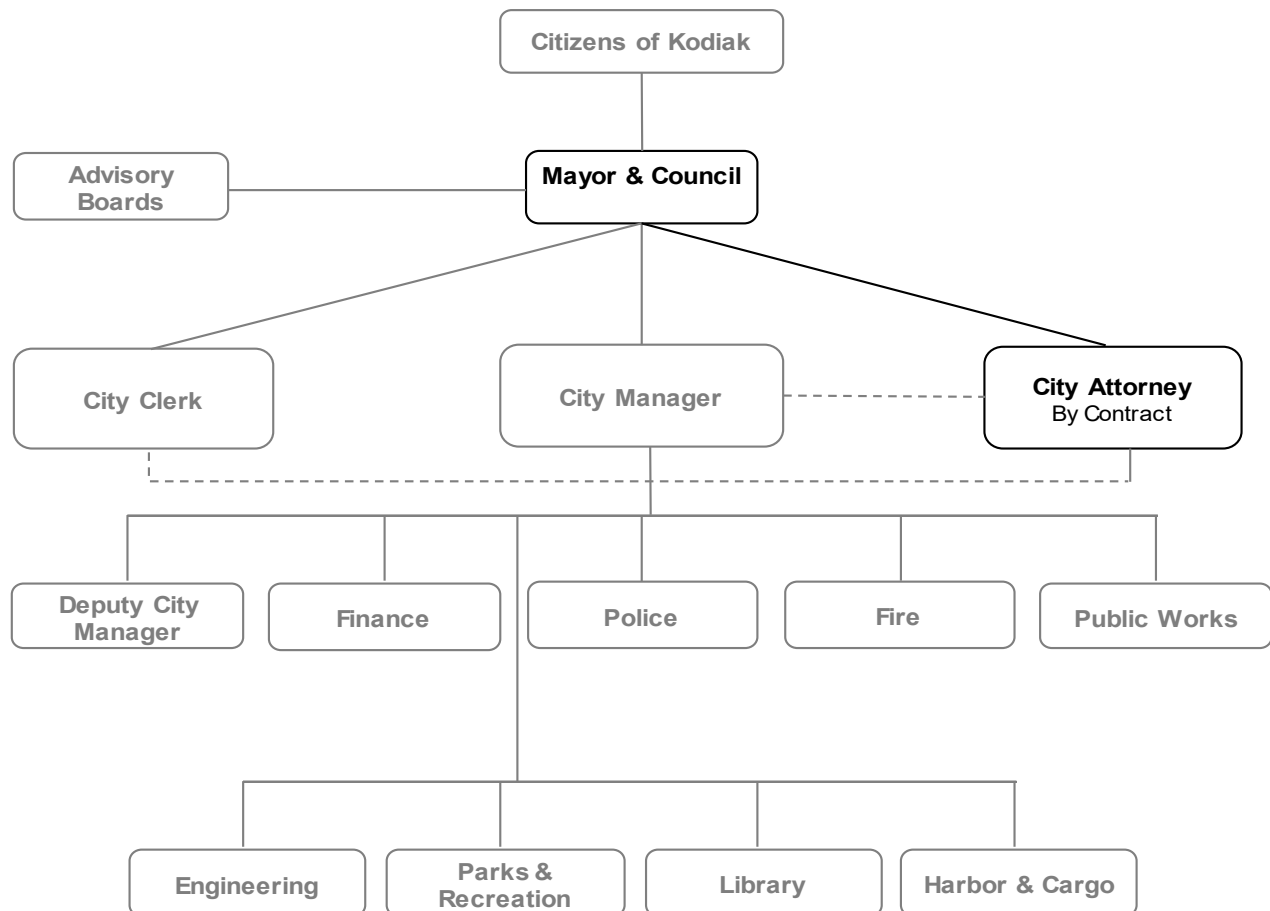 Citizens of Kodiak
Advisory
Boards
Mayor & Council
City Clerk
City Manager
City Attorney
By Contract
Deputy City
Manager
Finance
Police
Fire
Public Works
Engineering
Parks &
Recreation
Library
Harbor & Cargo